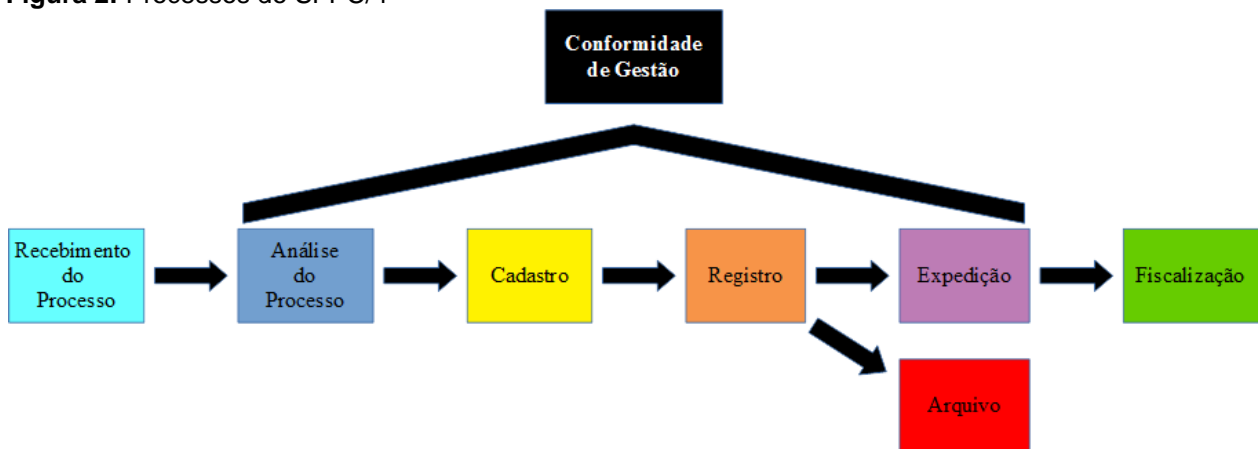 Conformidade
de Gestão
Recebimento
do
Processo
Análise
do
Processo
Cadastro
Registro
Expedição
Fiscalização
Arquivo